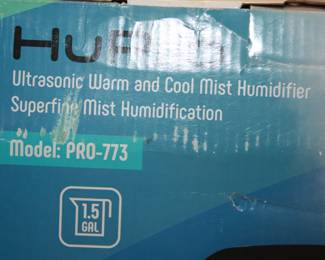 Ultrasonic Warm and Cool Mist Humidifier
Superfine Mist Humidification
Model: PRO-773
1.5
GAL